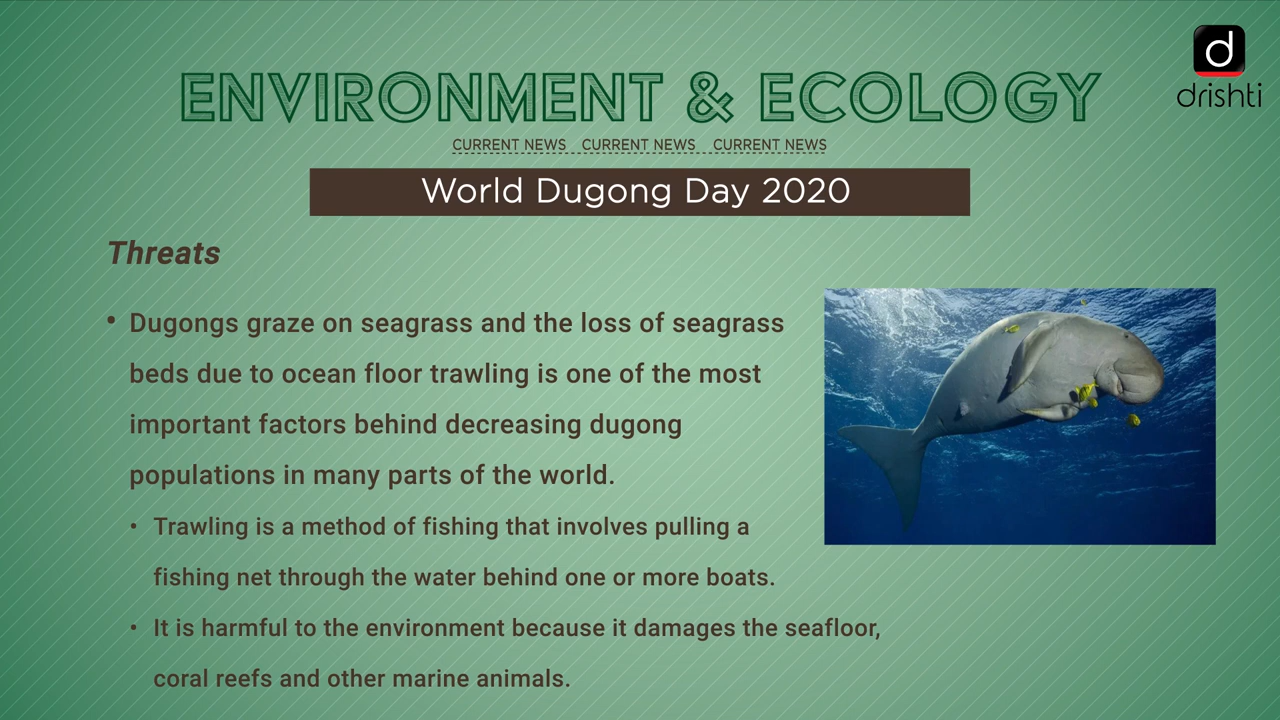 d
drishti
ENVIRONMENT & ECOLOGY
CURRENT NEWS CURRENT NEWS CURRENT NEWS
World Dugong Day 2020
Threats
• Dugongs graze on seagrass and the loss of seagrass
beds due to ocean floor trawling is one of the most
important factors behind decreasing dugong
populations in many parts of the world.
• Trawling is a method of fishing that involves pulling a
fishing net through the water behind one or more boats.
• It is harmful to the environment because it damages the seafloor,
coral reefs and other marine animals.